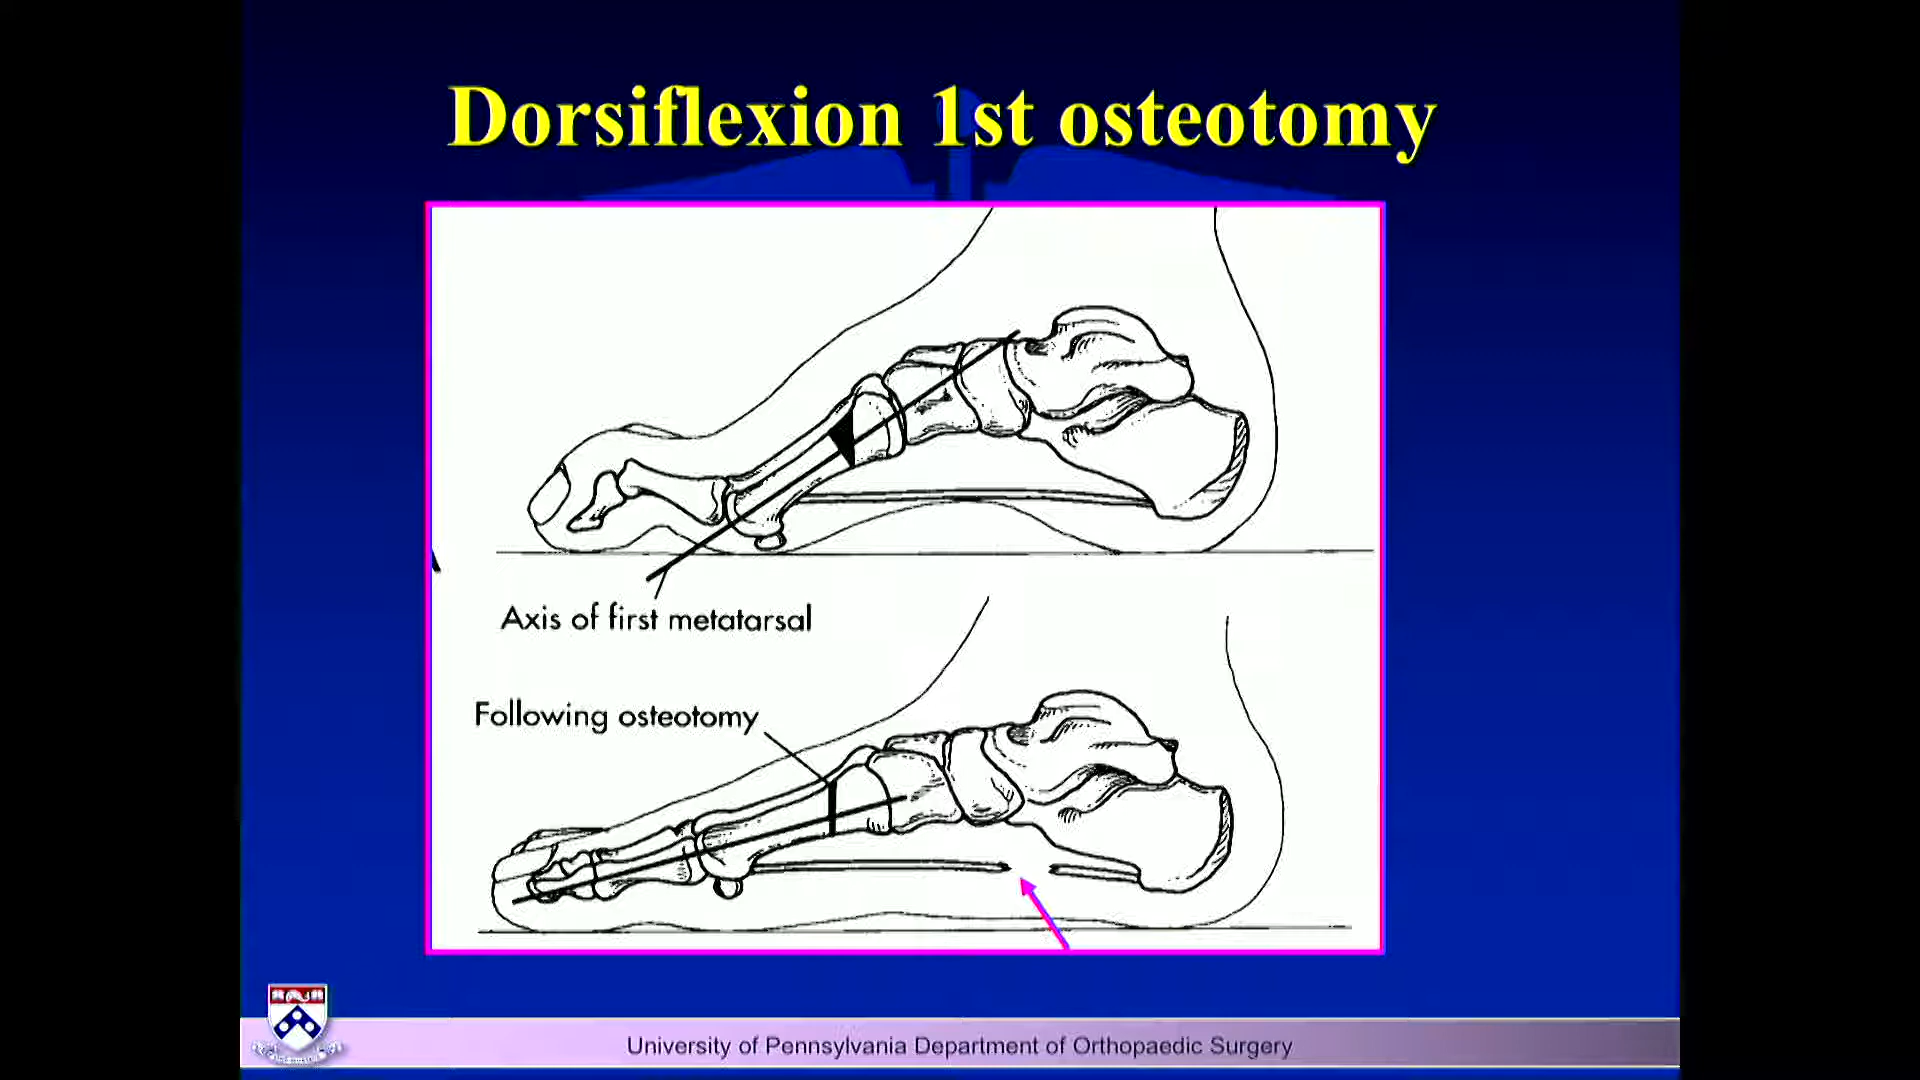 Dorsiflexion 1st osteotomy
Axis of first metatarsal
Following osteotomy
University of Pennsylvania Department of Orthopaedic Surgery